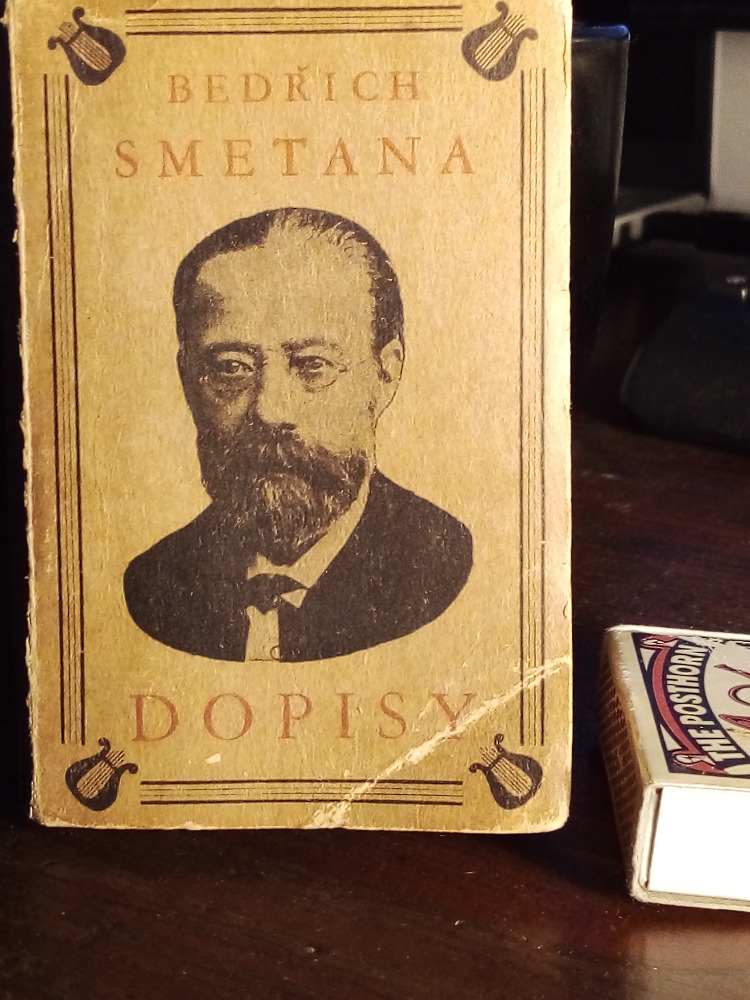 BEDŘICH
SMETANA
DOPISY
THE POSTHORN